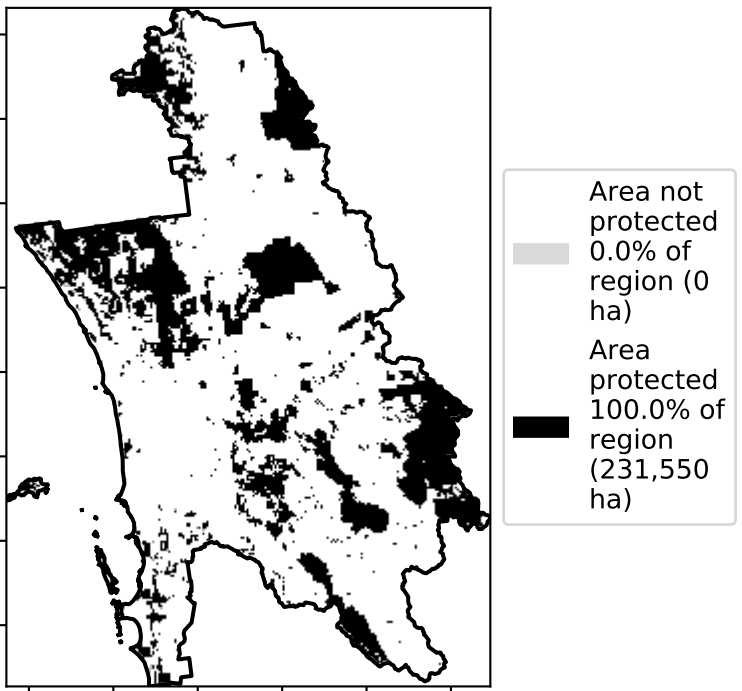 Area not
protected
0.0% of
region (0
ha)
Area
protected
100.0% of
region
(231,550
ha)